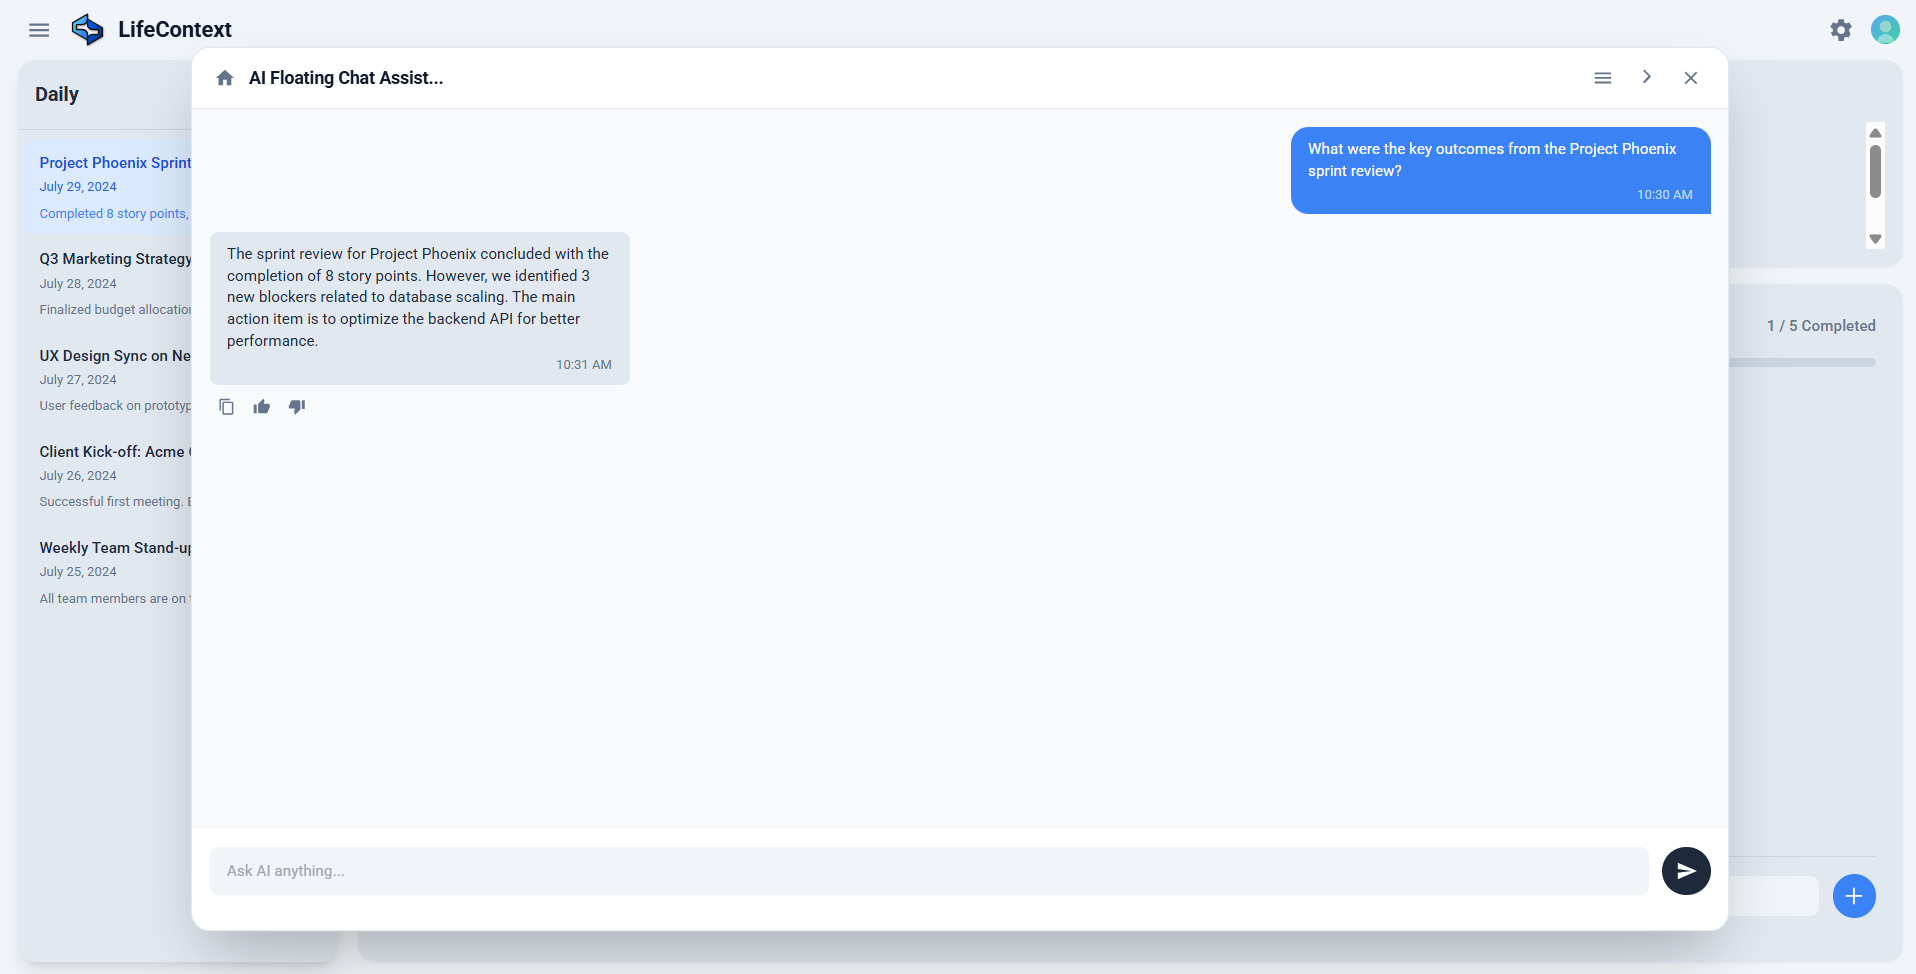 LifeContext
Daily
Project Phoenix Sprint
July 29, 2024
Completed 8 story points,
Q3 Marketing Strategy
July 28, 2024
Finalized budget
UX Design Sync on
July 27, 2024
User feedback on
Client Kick-off: Acme
July 26, 2024
Successful first meeting.
Weekly Team
July 25, 2024
All team members are on
AI Floating Chat Assist...
What were the key outcomes from the Project Phoenix
sprint review?
10:30 AM
The sprint review for Project Phoenix concluded with the
completion of 8 story points. However, we identified 3
new blockers related to database scaling. The main
action item is to optimize the backend API for better
performance.
10:31 AM
Ask AI anything...
1 / 5 Completed